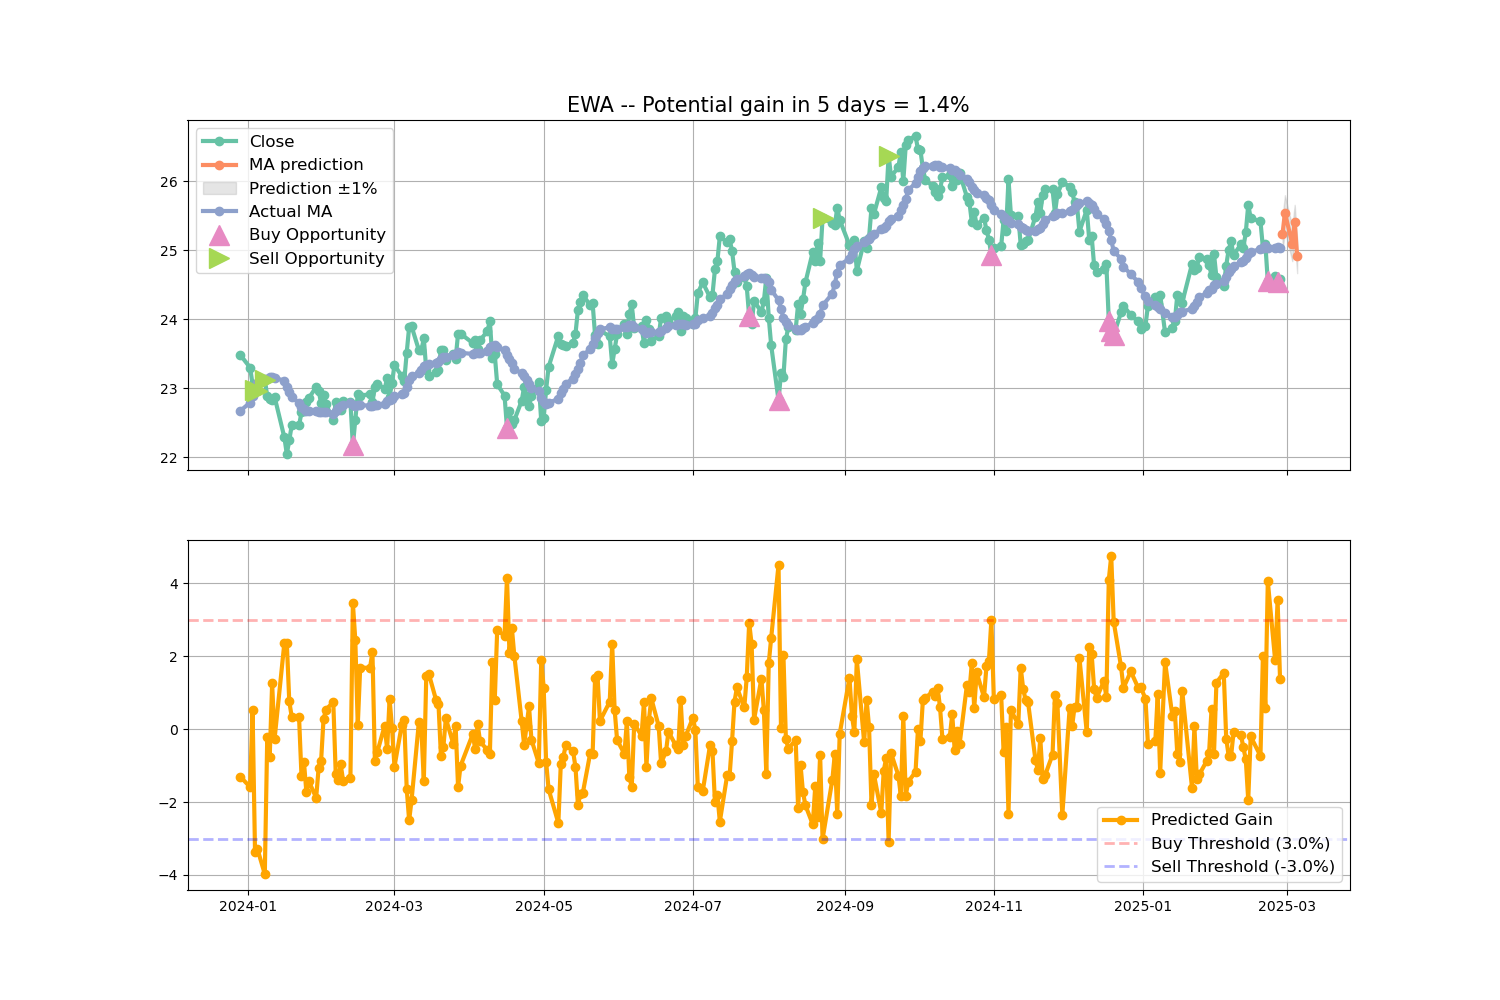 EWA -- Potential gain in 5 days = 1.4%
Close
MA prediction
Prediction ±1%
Actual MA
Buy Opportunity
Sell Opportunity
26
25
24
23
22
4
2
0
−2
−4
Predicted Gain
Buy Threshold (3.0%)
Sell Threshold (-3.0%)
2024-01 2024-03 2024-05 2024-07 2024-09 2024-11 2025-01 2025-03